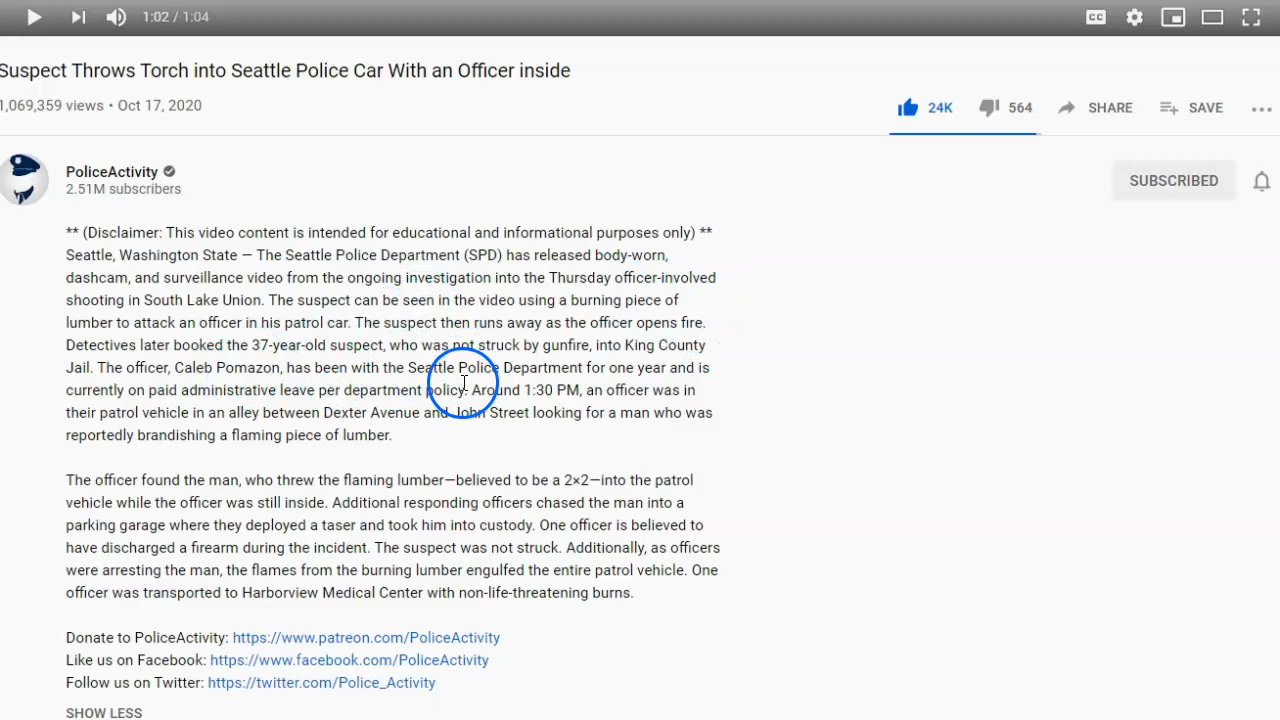 1:02 / 1:04
CC
Suspect Throws Torch into Seattle Police Car With an Officer inside
1,069,359 views • Oct 17, 2020
24K
564
SHARE
SAVE
PoliceActivity
2.51M subscribers
SUBSCRIBED
** (Disclaimer: This video content is intended for educational and informational purposes only) **
Seattle, Washington State — The Seattle Police Department (SPD) has released body-worn,
dashcam, and surveillance video from the ongoing investigation into the Thursday officer-involved
shooting in South Lake Union. The suspect can be seen in the video using a burning piece of
lumber to attack an officer in his patrol car. The suspect then runs away as the officer opens fire.
Detectives later booked the 37-year-old suspect, who was not struck by gunfire, into King County
Jail. The officer, Caleb Pomazon, has been with the Seattle Police Department for one year and is
currently on paid administrative leave per department policy. Around 1:30 PM, an officer was in
their patrol vehicle in an alley between Dexter Avenue and John Street looking for a man who was
reportedly brandishing a flaming piece of lumber.
The officer found the man, who threw the flaming lumber—believed to be a 2×2—into the patrol
vehicle while the officer was still inside. Additional responding officers chased the man into a
parking garage where they deployed a taser and took him into custody. One officer is believed to
have discharged a firearm during the incident. The suspect was not struck. Additionally, as officers
were arresting the man, the flames from the burning lumber engulfed the entire patrol vehicle. One
officer was transported to Harborview Medical Center with non-life-threatening burns.
Donate to PoliceActivity: https://www.patreon.com/PoliceActivity
Like us on Facebook: https://www.facebook.com/PoliceActivity
Follow us on Twitter: https://twitter.com/Police_Activity
SHOW LESS